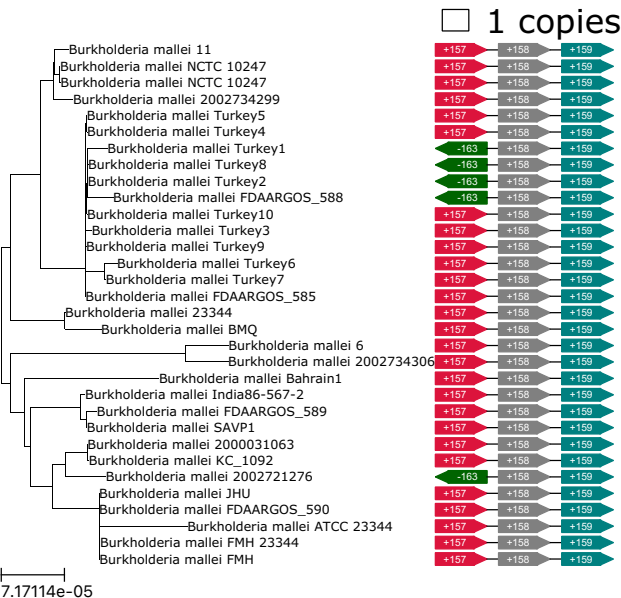 1 copies
Burkholderia mallei 11 +157 +158 +159
Burkholderia mallei NCTC 10247 +157 +158 +159
Burkholderia mallei NCTC 10247 +157 +158 +159
Burkholderia mallei 2002734299 +157 +158 +159
Burkholderia mallei Turkey5 +157 +158 +159
Burkholderia mallei Turkey4 +157 +158 +159
Burkholderia mallei Turkey1 -163 +158 +159
Burkholderia mallei Turkey8 -163 +158 +159
Burkholderia mallei Turkey2 -163 +158 +159
Burkholderia mallei FDAARGOS_588 -163 +158 +159
Burkholderia mallei Turkey10 +157 +158 +159
Burkholderia mallei Turkey3 +157 +158 +159
Burkholderia mallei Turkey9 +157 +158 +159
Burkholderia mallei Turkey6 +157 +158 +159
Burkholderia mallei Turkey7 +157 +158 +159
Burkholderia mallei FDAARGOS_585 +157 +158 +159
Burkholderia mallei 23344 +157 +158 +159
Burkholderia mallei BMQ +157 +158 +159
Burkholderia mallei 6 +157 +158 +159
Burkholderia mallei 2002734306 +157 +158 +159
Burkholderia mallei Bahrain1 +157 +158 +159
Burkholderia mallei India86-567-2 +157 +158 +159
Burkholderia mallei FDAARGOS_589 +157 +158 +159
Burkholderia mallei SAVP1 +157 +158 +159
Burkholderia mallei 2000031063 +157 +158 +159
Burkholderia mallei KC_1092 +157 +158 +159
Burkholderia mallei 2002721276 -163 +158 +159
Burkholderia mallei JHU +157 +158 +159
Burkholderia mallei FDAARGOS_590 +157 +158 +159
Burkholderia mallei ATCC 23344 +157 +158 +159
Burkholderia mallei FMH 23344 +157 +158 +159
Burkholderia mallei FMH +157 +158 +159
7.17114e-05